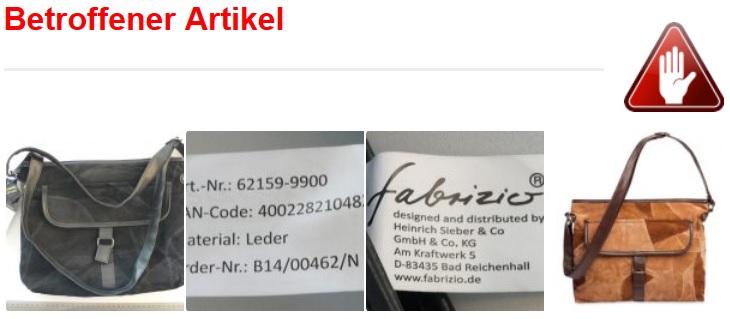 Betroffener Artikel
rt.-Nr.: 62159-9900
AN-Code: 400228210482
aterial: Leder
rder-Nr.: B14/00462/N
fabrizio®
designed and distributed by
Heinrich Sieber & Co
GmbH & Co, KG
Am Kraftwerk 5
D-83435 Bad Reichenhall
www.fabrizio.de